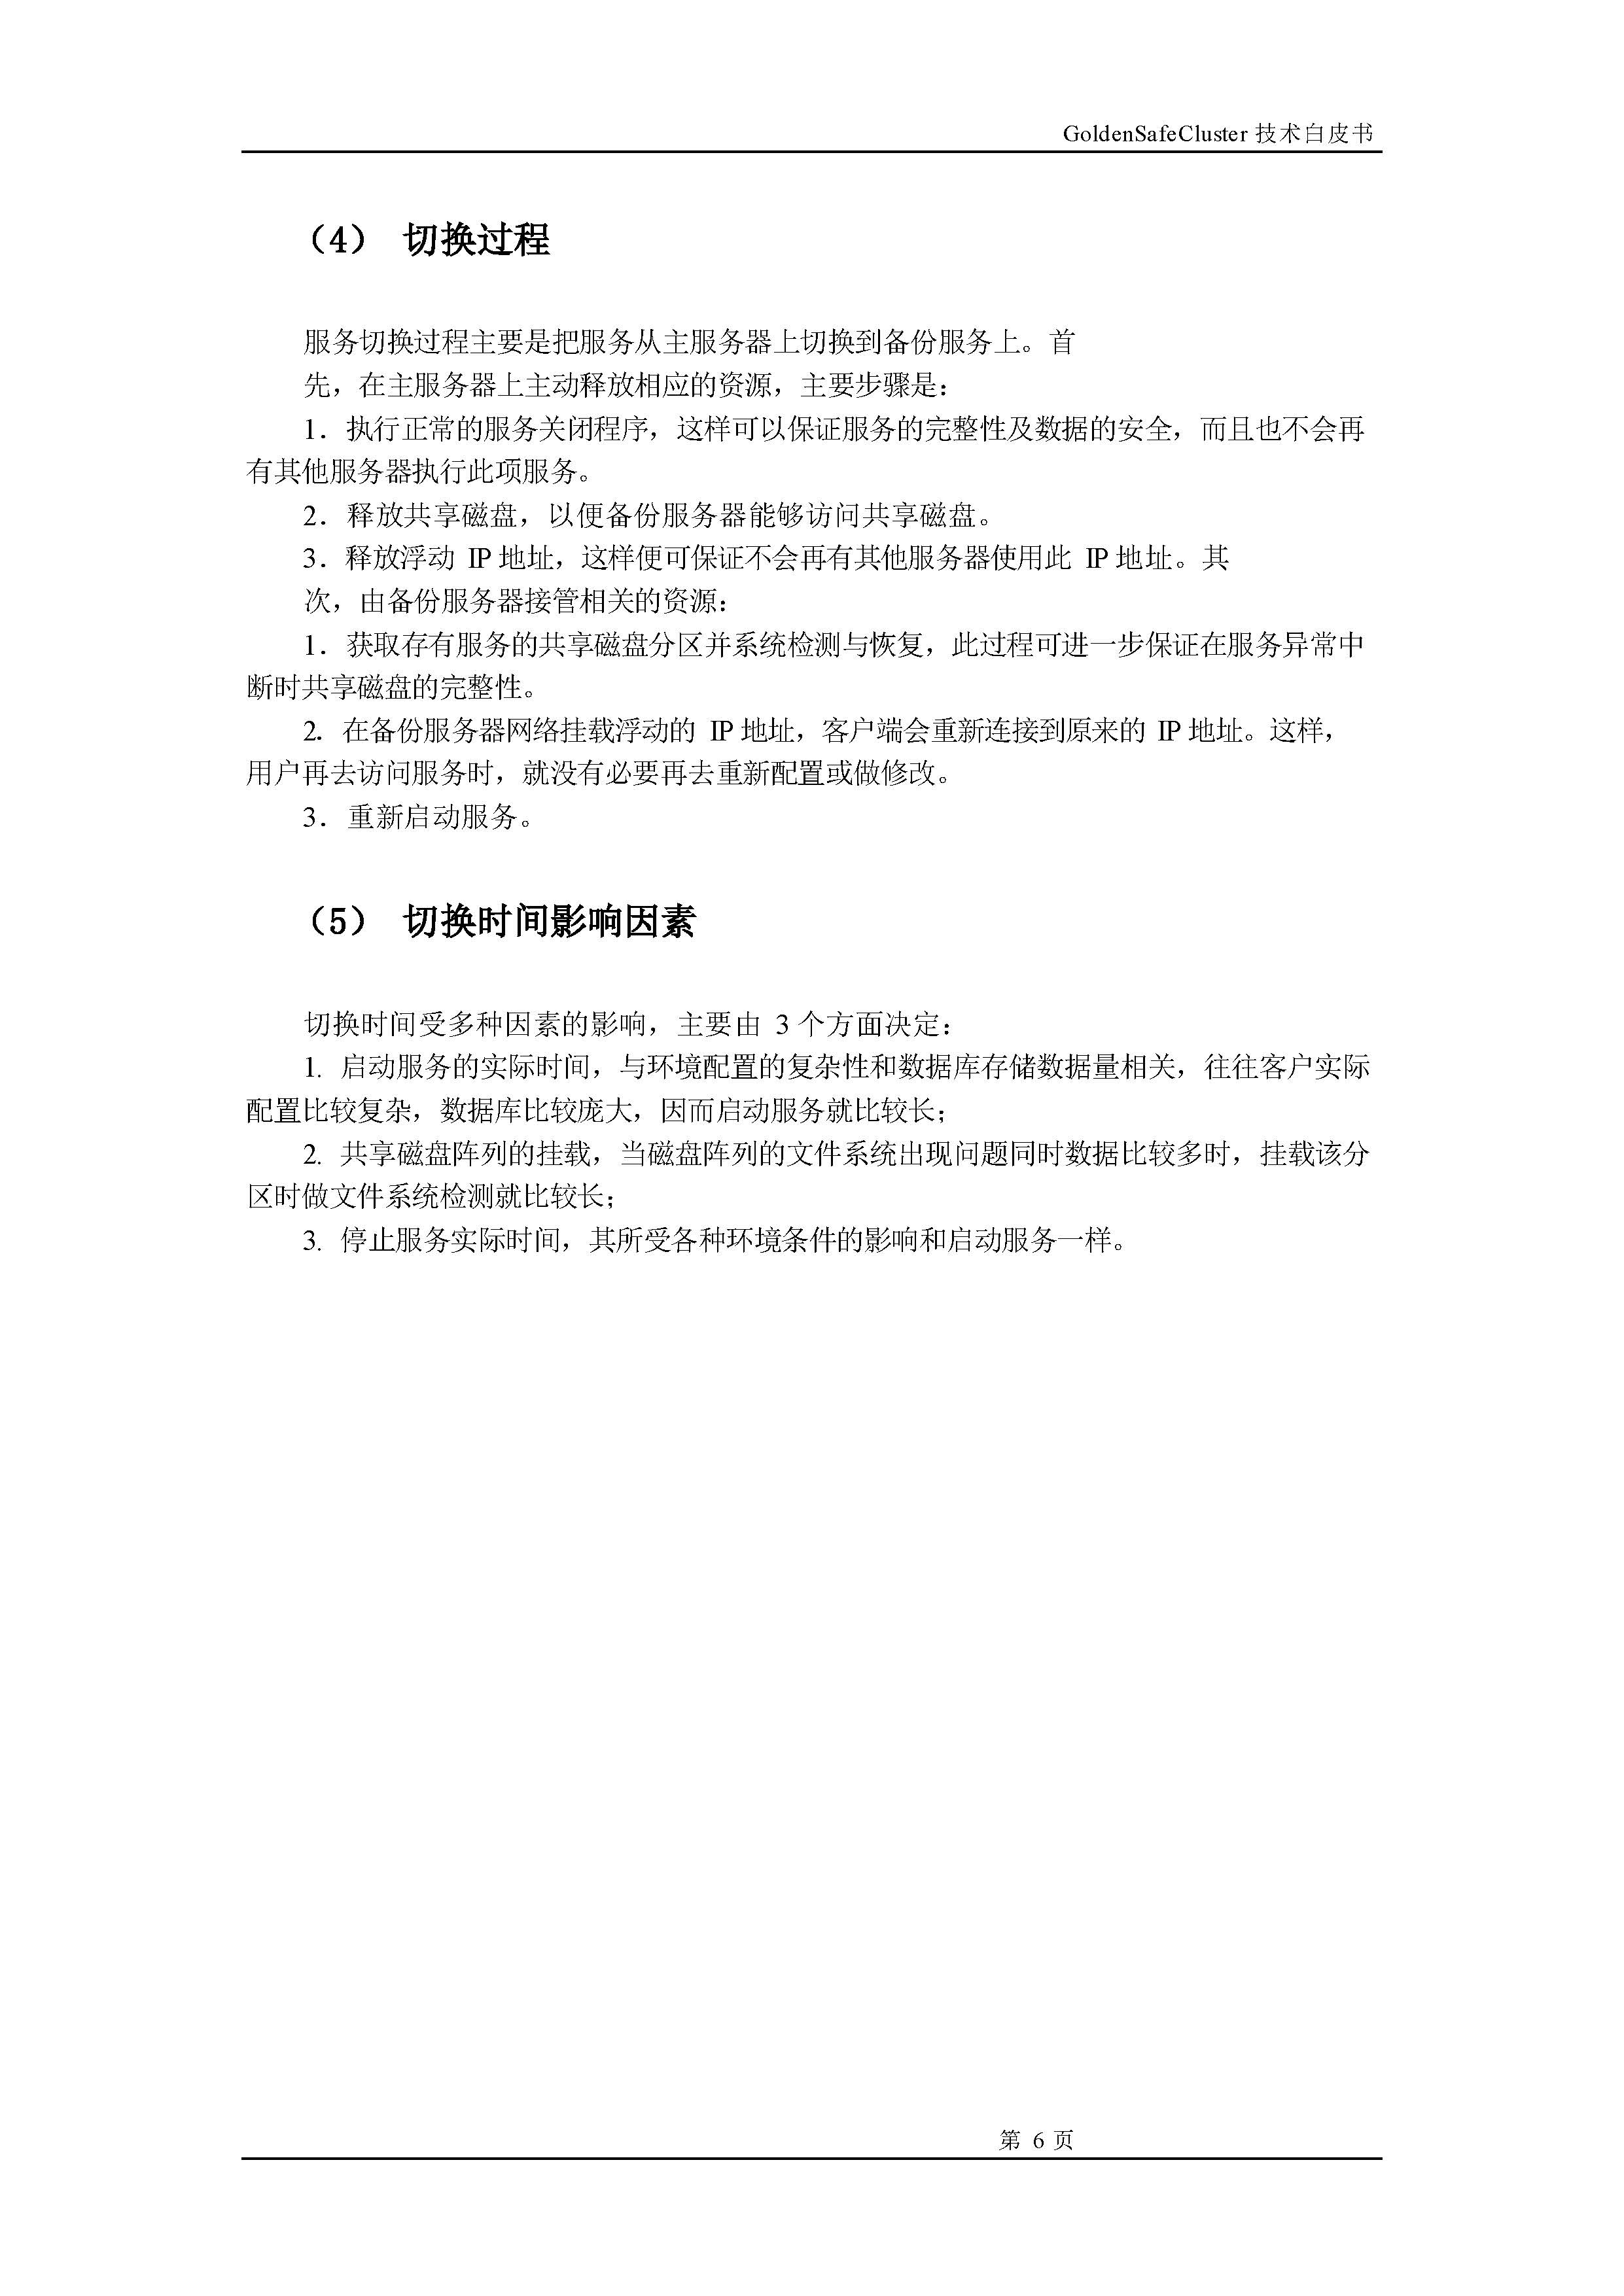 GoldenSafeCluster 技术白皮书
（4） 切换过程
服务切换过程主要是把服务从主服务器上切换到备份服务上。首
先，在主服务器上主动释放相应的资源，主要步骤是：
1．执行正常的服务关闭程序，这样可以保证服务的完整性及数据的安全，而且也不会再
有其他服务器执行此项服务。
2．释放共享磁盘，以便备份服务器能够访问共享磁盘。
3．释放浮动 IP 地址，这样便可保证不会再有其他服务器使用此 IP 地址。其
次，由备份服务器接管相关的资源：
1．获取存有服务的共享磁盘分区并系统检测与恢复，此过程可进一步保证在服务异常中
断时共享磁盘的完整性。
2．在备份服务器网络挂载浮动的 IP 地址，客户端会重新连接到原来的 IP 地址。这样，
用户再去访问服务时，就没有必要再去重新配置或做修改。
3．重新启动服务。
（5） 切换时间影响因素
切换时间受多种因素的影响，主要由 3 个方面决定：
1. 启动服务的实际时间，与环境配置的复杂性和数据库存储数据量相关，往往客户实际
配置比较复杂，数据库比较庞大，因而启动服务就比较长；
2. 共享磁盘阵列的挂载，当磁盘阵列的文件系统出现问题同时数据比较多时，挂载该分
区时做文件系统检测就比较长；
3. 停止服务实际时间，其所受各种环境条件的影响和启动服务一样。
第 6 页